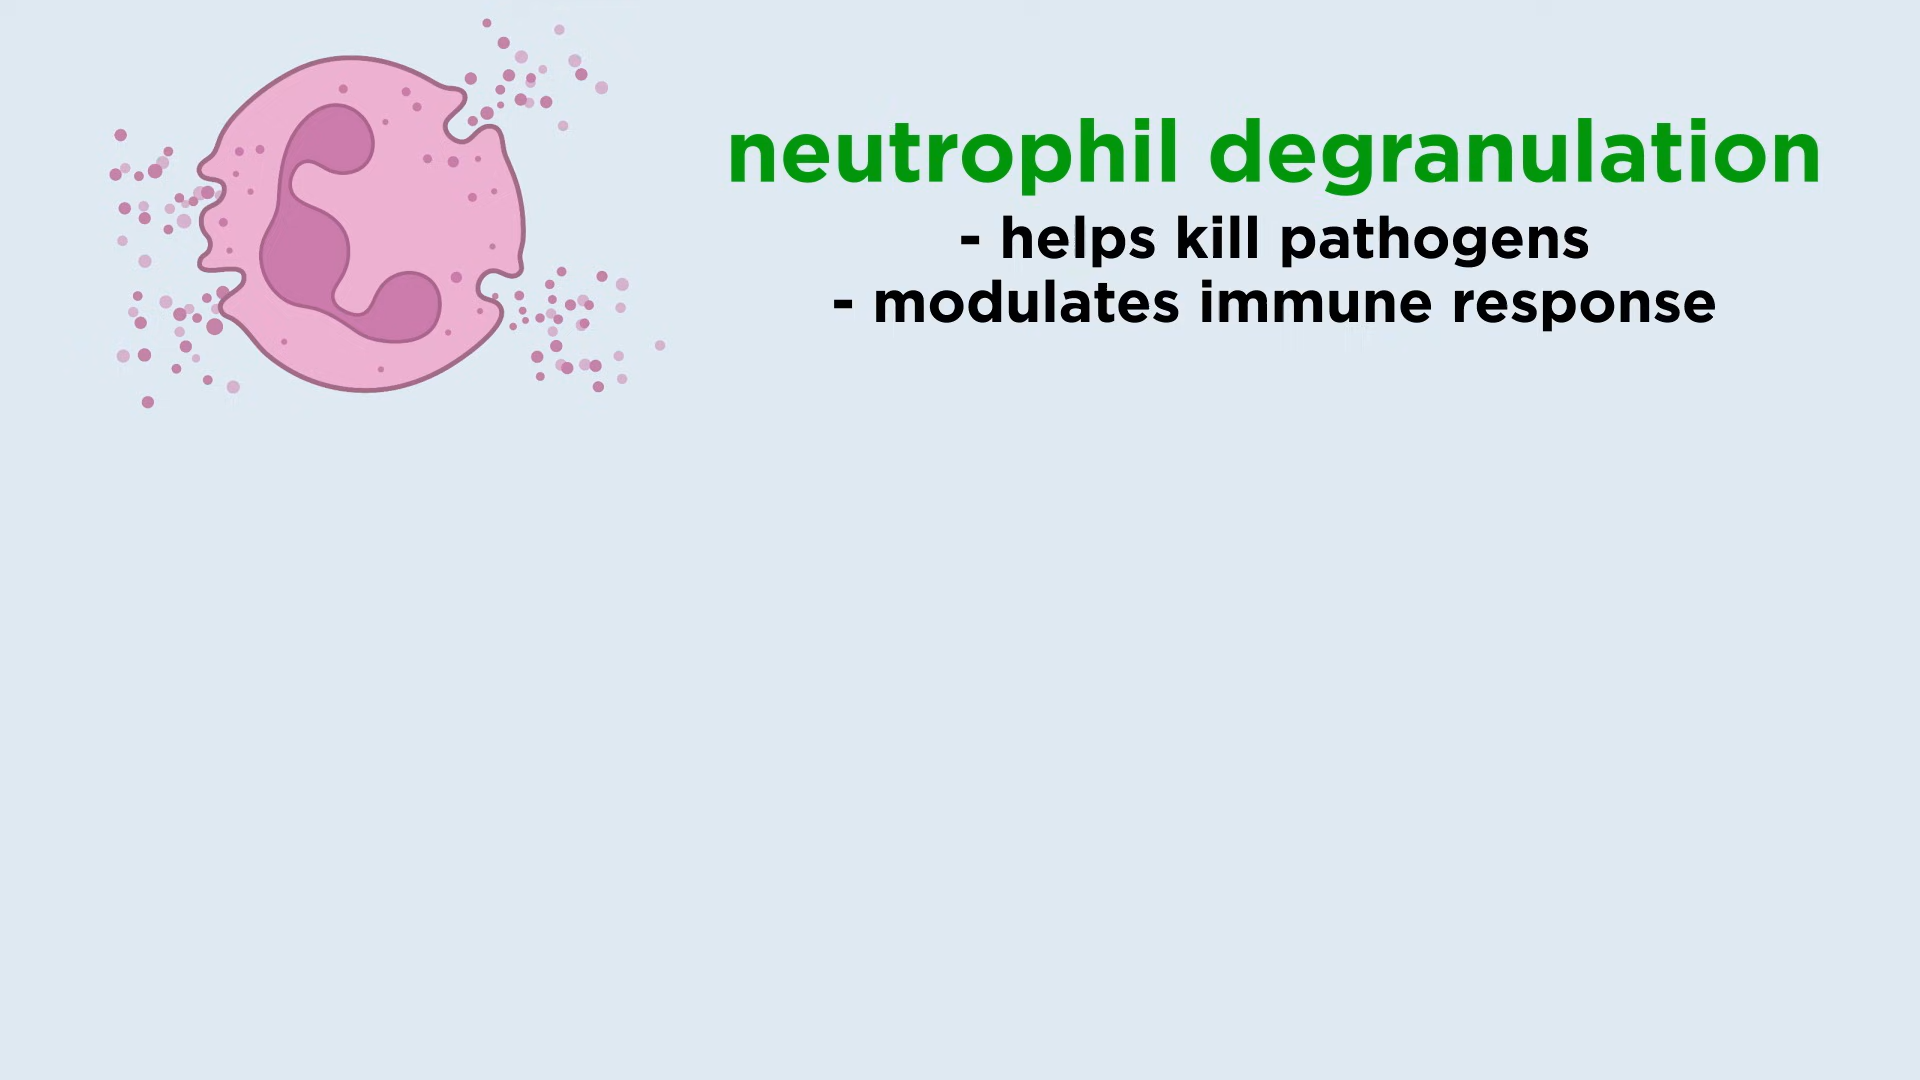 neutrophil degranulation
- helps kill pathogens
- modulates immune response